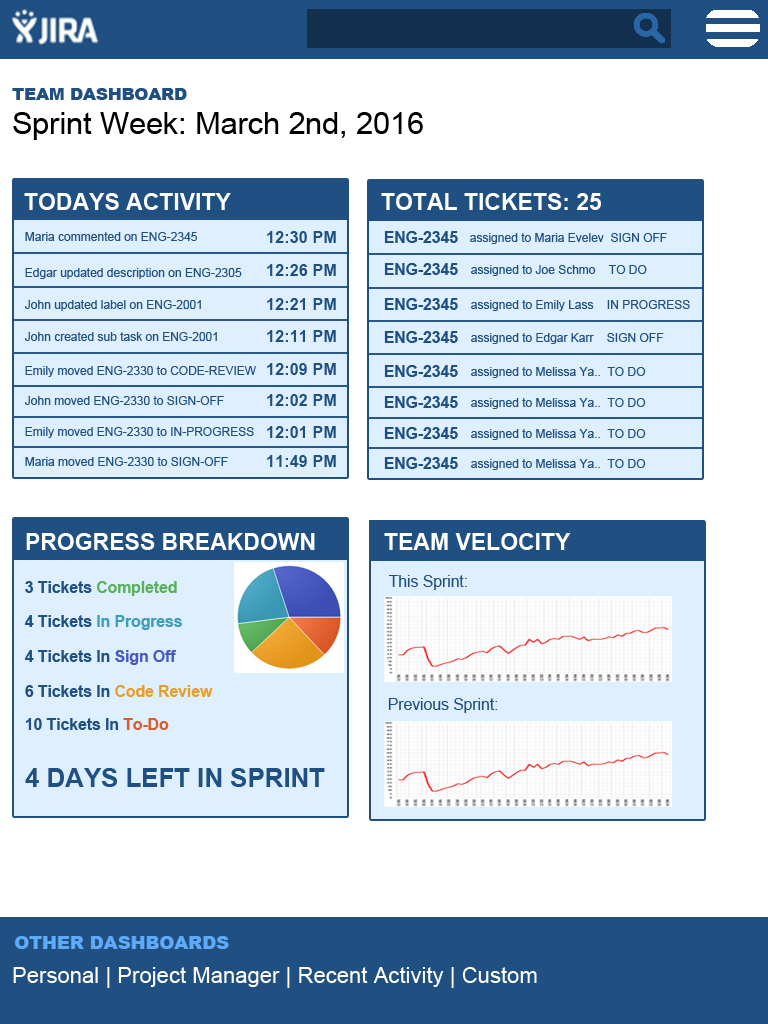 JIRA
TEAM DASHBOARD
Sprint Week: March 2nd, 2016
TODAYS ACTIVITY
Maria commented on ENG-2345 12:30 PM
Edgar updated description on ENG-2305 12:26 PM
John updated label on ENG-2001 12:21 PM
John created sub task on ENG-2001 12:11 PM
Emily moved ENG-2330 to CODE-REVIEW 12:09 PM
John moved ENG-2330 to SIGN-OFF 12:02 PM
Emily moved ENG-2330 to IN-PROGRESS 12:01 PM
Maria moved ENG-2330 to SIGN-OFF 11:49 PM
TOTAL TICKETS: 25
ENG-2345 assigned to Maria Evelev SIGN OFF
ENG-2345 assigned to Joe Schmo TO DO
ENG-2345 assigned to Emily Lass IN PROGRESS
ENG-2345 assigned to Edgar Karr SIGN OFF
ENG-2345 assigned to Melissa Ya.. TO DO
ENG-2345 assigned to Melissa Ya.. TO DO
ENG-2345 assigned to Melissa Ya.. TO DO
ENG-2345 assigned to Melissa Ya.. TO DO
PROGRESS BREAKDOWN
3 Tickets Completed
4 Tickets In Progress
4 Tickets In Sign Off
6 Tickets In Code Review
10 Tickets In To-Do
4 DAYS LEFT IN SPRINT
TEAM VELOCITY
This Sprint:
Previous Sprint:
OTHER DASHBOARDS
Personal | Project Manager | Recent Activity | Custom